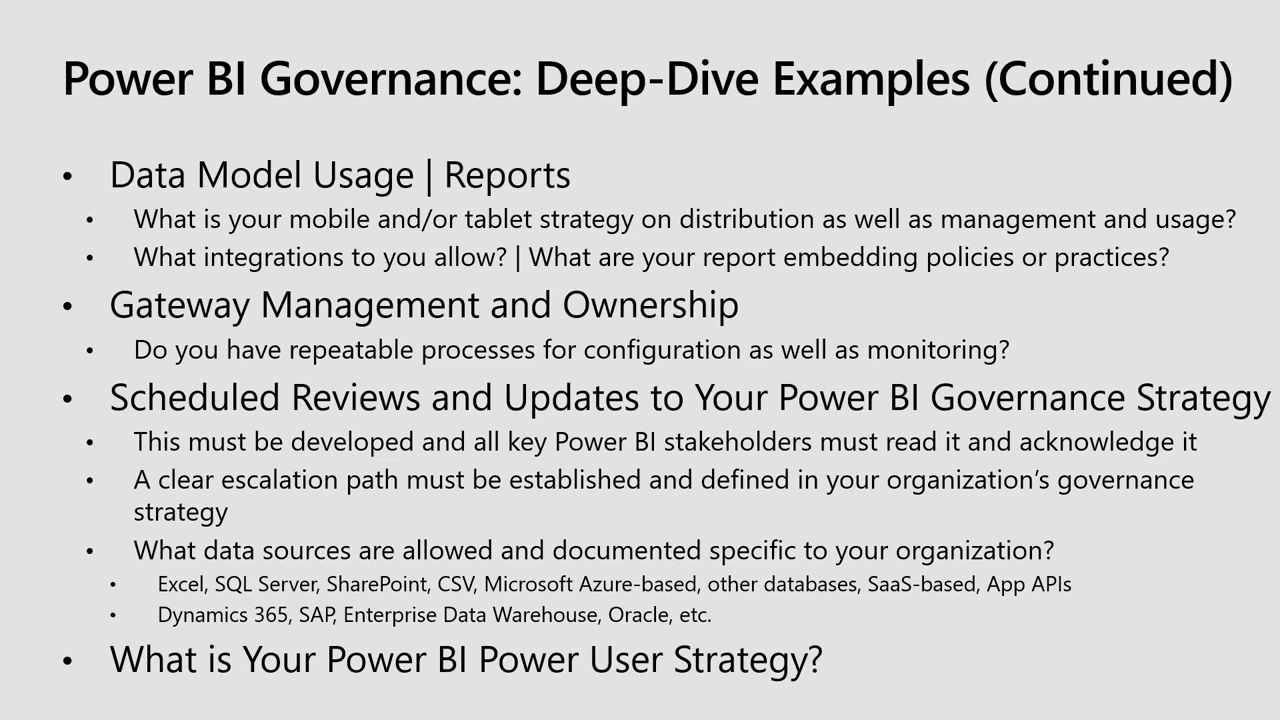 Power BI Governance: Deep-Dive Examples (Continued)
• Data Model Usage | Reports
• What is your mobile and/or tablet strategy on distribution as well as management and usage?
• What integrations to you allow? | What are your report embedding policies or practices?
• Gateway Management and Ownership
• Do you have repeatable processes for configuration as well as monitoring?
• Scheduled Reviews and Updates to Your Power BI Governance Strategy
• This must be developed and all key Power BI stakeholders must read it and acknowledge it
• A clear escalation path must be established and defined in your organization’s governance
strategy
• What data sources are allowed and documented specific to your organization?
• Excel, SQL Server, SharePoint, CSV, Microsoft Azure-based, other databases, SaaS-based, App APIs
• Dynamics 365, SAP, Enterprise Data Warehouse, Oracle, etc.
• What is Your Power BI Power User Strategy?